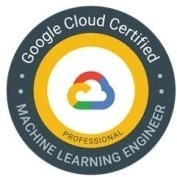 Google Cloud Certified
PROFESSIONAL
MACHINE LEARNING ENGINEER